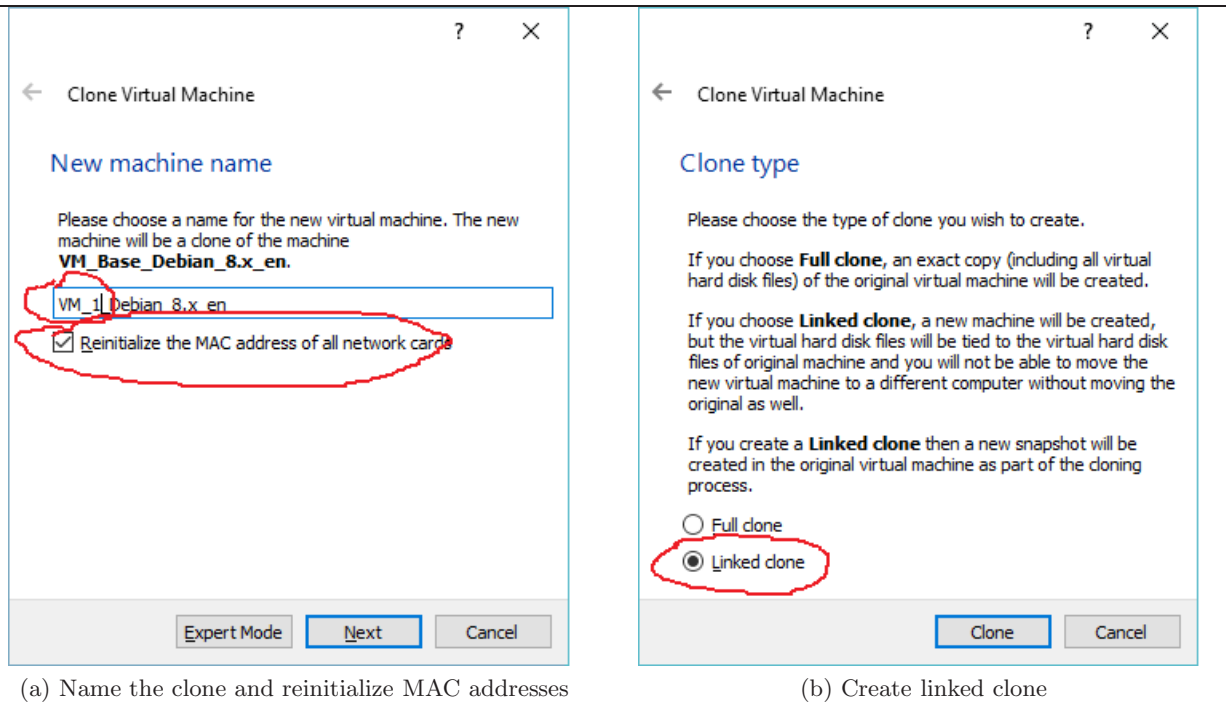 ?
Clone Virtual Machine
New machine name
Please choose a name for the new virtual machine. The new
machine will be a clone of the machine
VM_Base_Debian_8.x_en.
VM_1_Debian_8.x_en
Reinitialize the MAC address of all network cards
Expert Mode Next Cancel
(a) Name the clone and reinitialize MAC addresses
?
Clone Virtual Machine
Clone type
Please choose the type of clone you wish to create.
If you choose Full clone, an exact copy (including all virtual
hard disk files) of the original virtual machine will be created.
If you choose Linked clone, a new machine will be created,
but the virtual hard disk files will be tied to the virtual hard disk
files of original machine and you will not be able to move the
new virtual machine to a different computer without moving the
original as well.
If you create a Linked clone then a new snapshot will be
created in the original virtual machine as part of the cloning
process.
Full clone
Linked clone
Clone Cancel
(b) Create linked clone